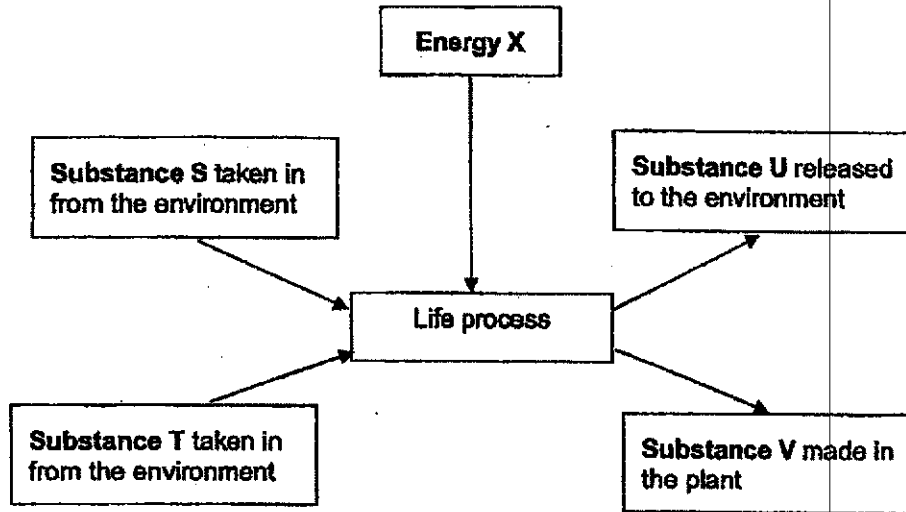 Energy X
Substance S taken in
from the environment
Substance U released
to the environment
Life process
Substance T taken in
from the environment
Substance V made in
the plant